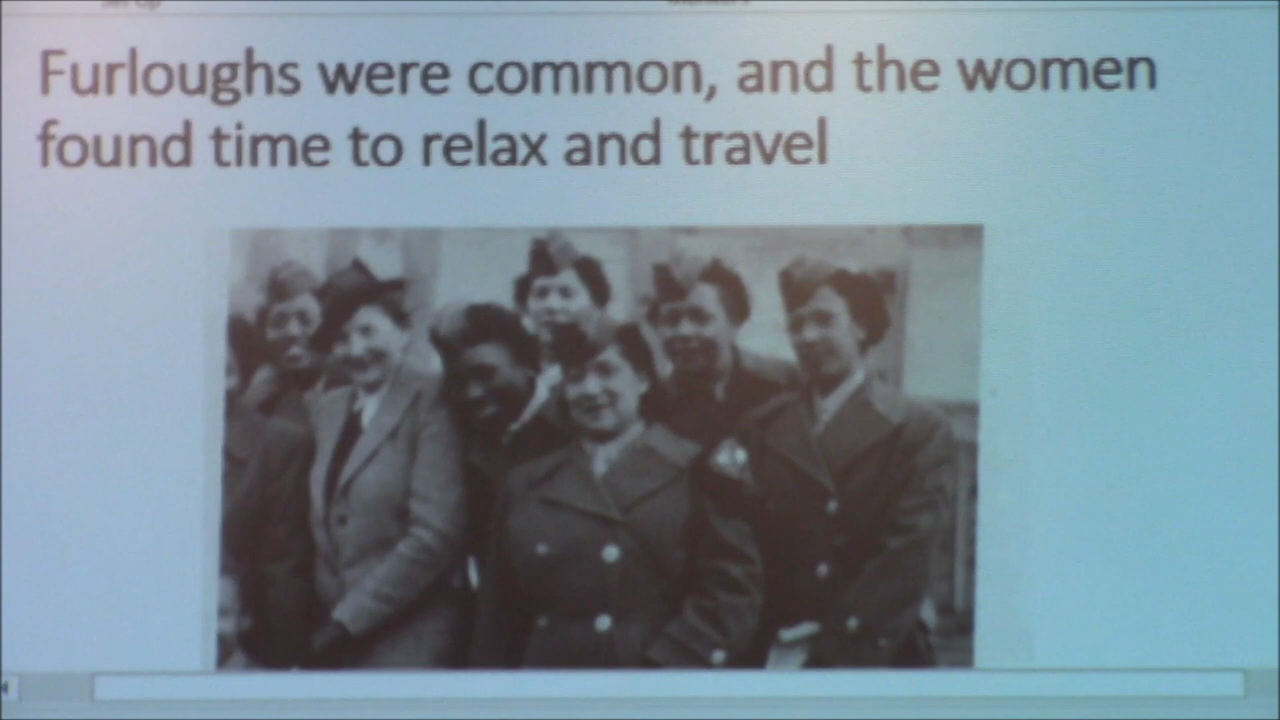 Furloughs were common, and the women
found time to relax and travel